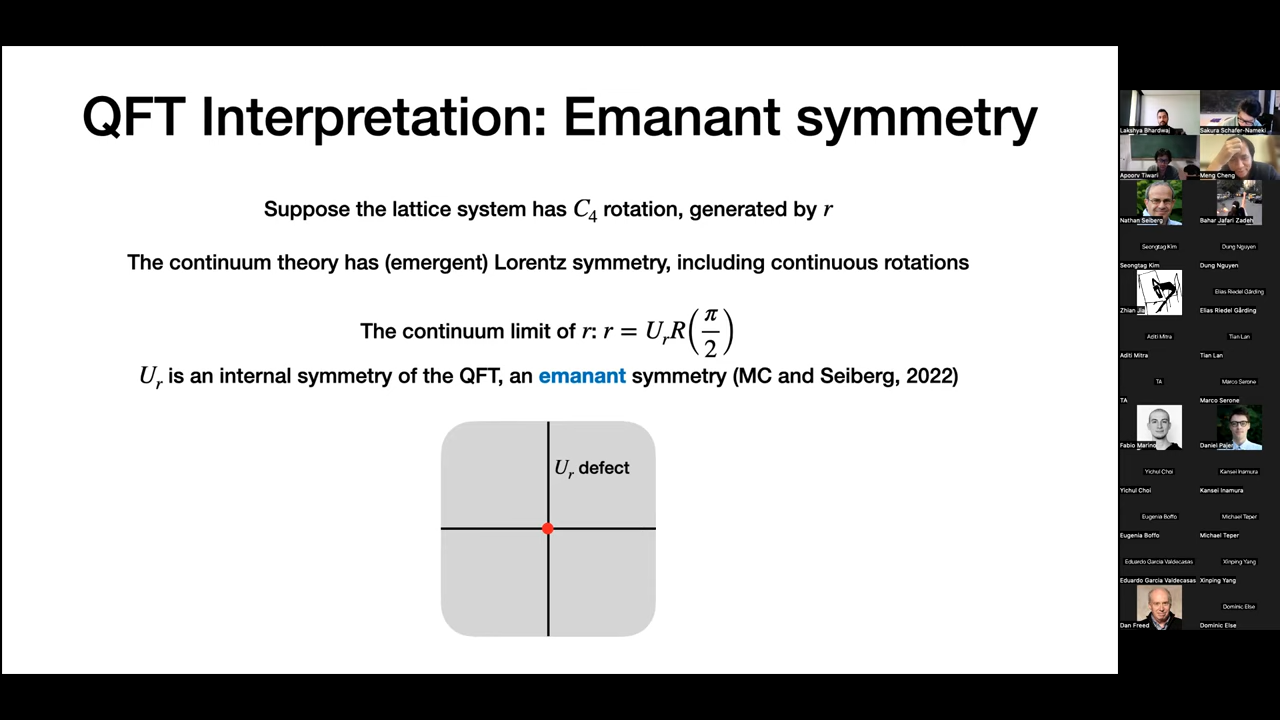 QFT Interpretation: Emanant symmetry
Suppose the lattice system has C₄ rotation, generated by r
The continuum theory has (emergent) Lorentz symmetry, including continuous rotations
The continuum limit of r: r = UᵣR(π/2)
Uᵣ is an internal symmetry of the QFT, an emanant symmetry (MC and Seiberg, 2022)
Uᵣ defect
Lakshya Bhardwaj
Sakura Schafer-Nameki
Apoorv Tiwari
Meng Cheng
Nathan Seiberg
Bahar Jafari Zadeh
Seongtag Kim
Dung Nguyen
Seongtag Kim
Dung Nguyen
Elias Riedel Gårding
Zhian Jia
Elias Riedel Gårding
Aditi Mitra
Tian Lan
Aditi Mitra
Tian Lan
TA
Marco Serone
TA
Marco Serone
Fabio Marino
Daniel Pajer
Yichul Choi
Kansei Inamura
Yichul Choi
Kansei Inamura
Eugenia Boffo
Michael Teper
Eugenia Boffo
Michael Teper
Eduardo Garcia Valdecasas
Xinping Yang
Eduardo Garcia Valdecasas
Xinping Yang
Dominic Else
Dan Freed
Dominic Else